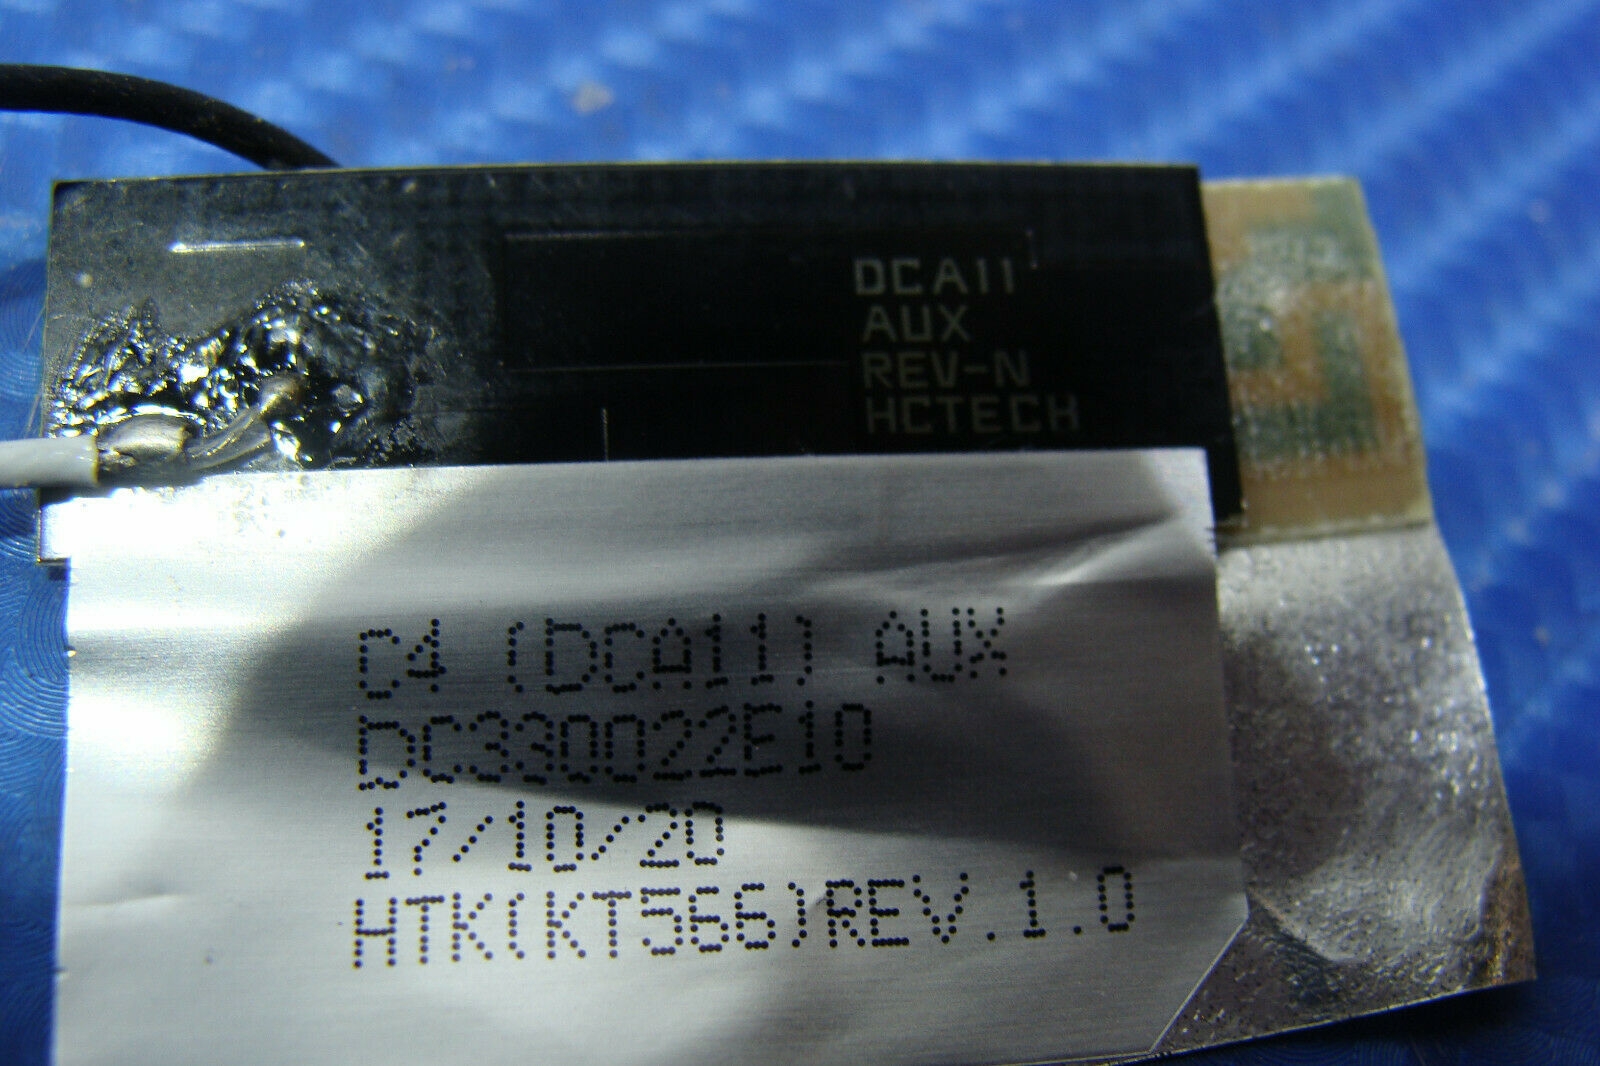 DCA11
AUX
REV-N
HCTECH
C4 (DCA11) AUX
DC330022E10
17/10/20
HTK(KT566)REV.1.0